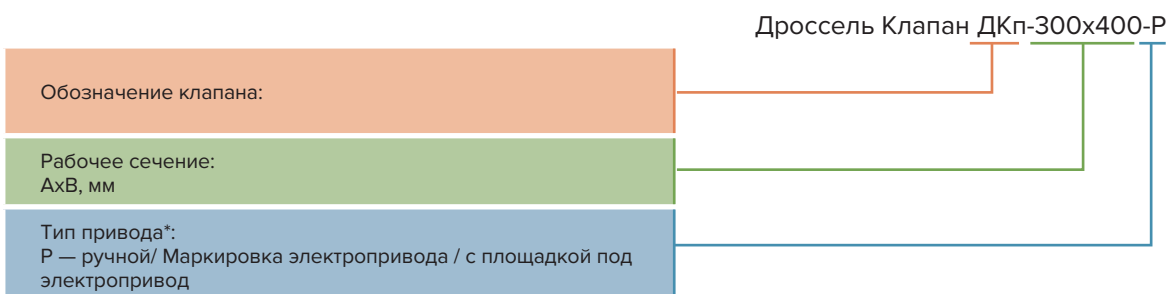 Дроссель Клапан ДКп-300х400-Р
Обозначение клапана:
Рабочее сечение:
АхВ, мм
Тип привода*:
Р — ручной/ Маркировка электропривода / с площадкой под
электропривод